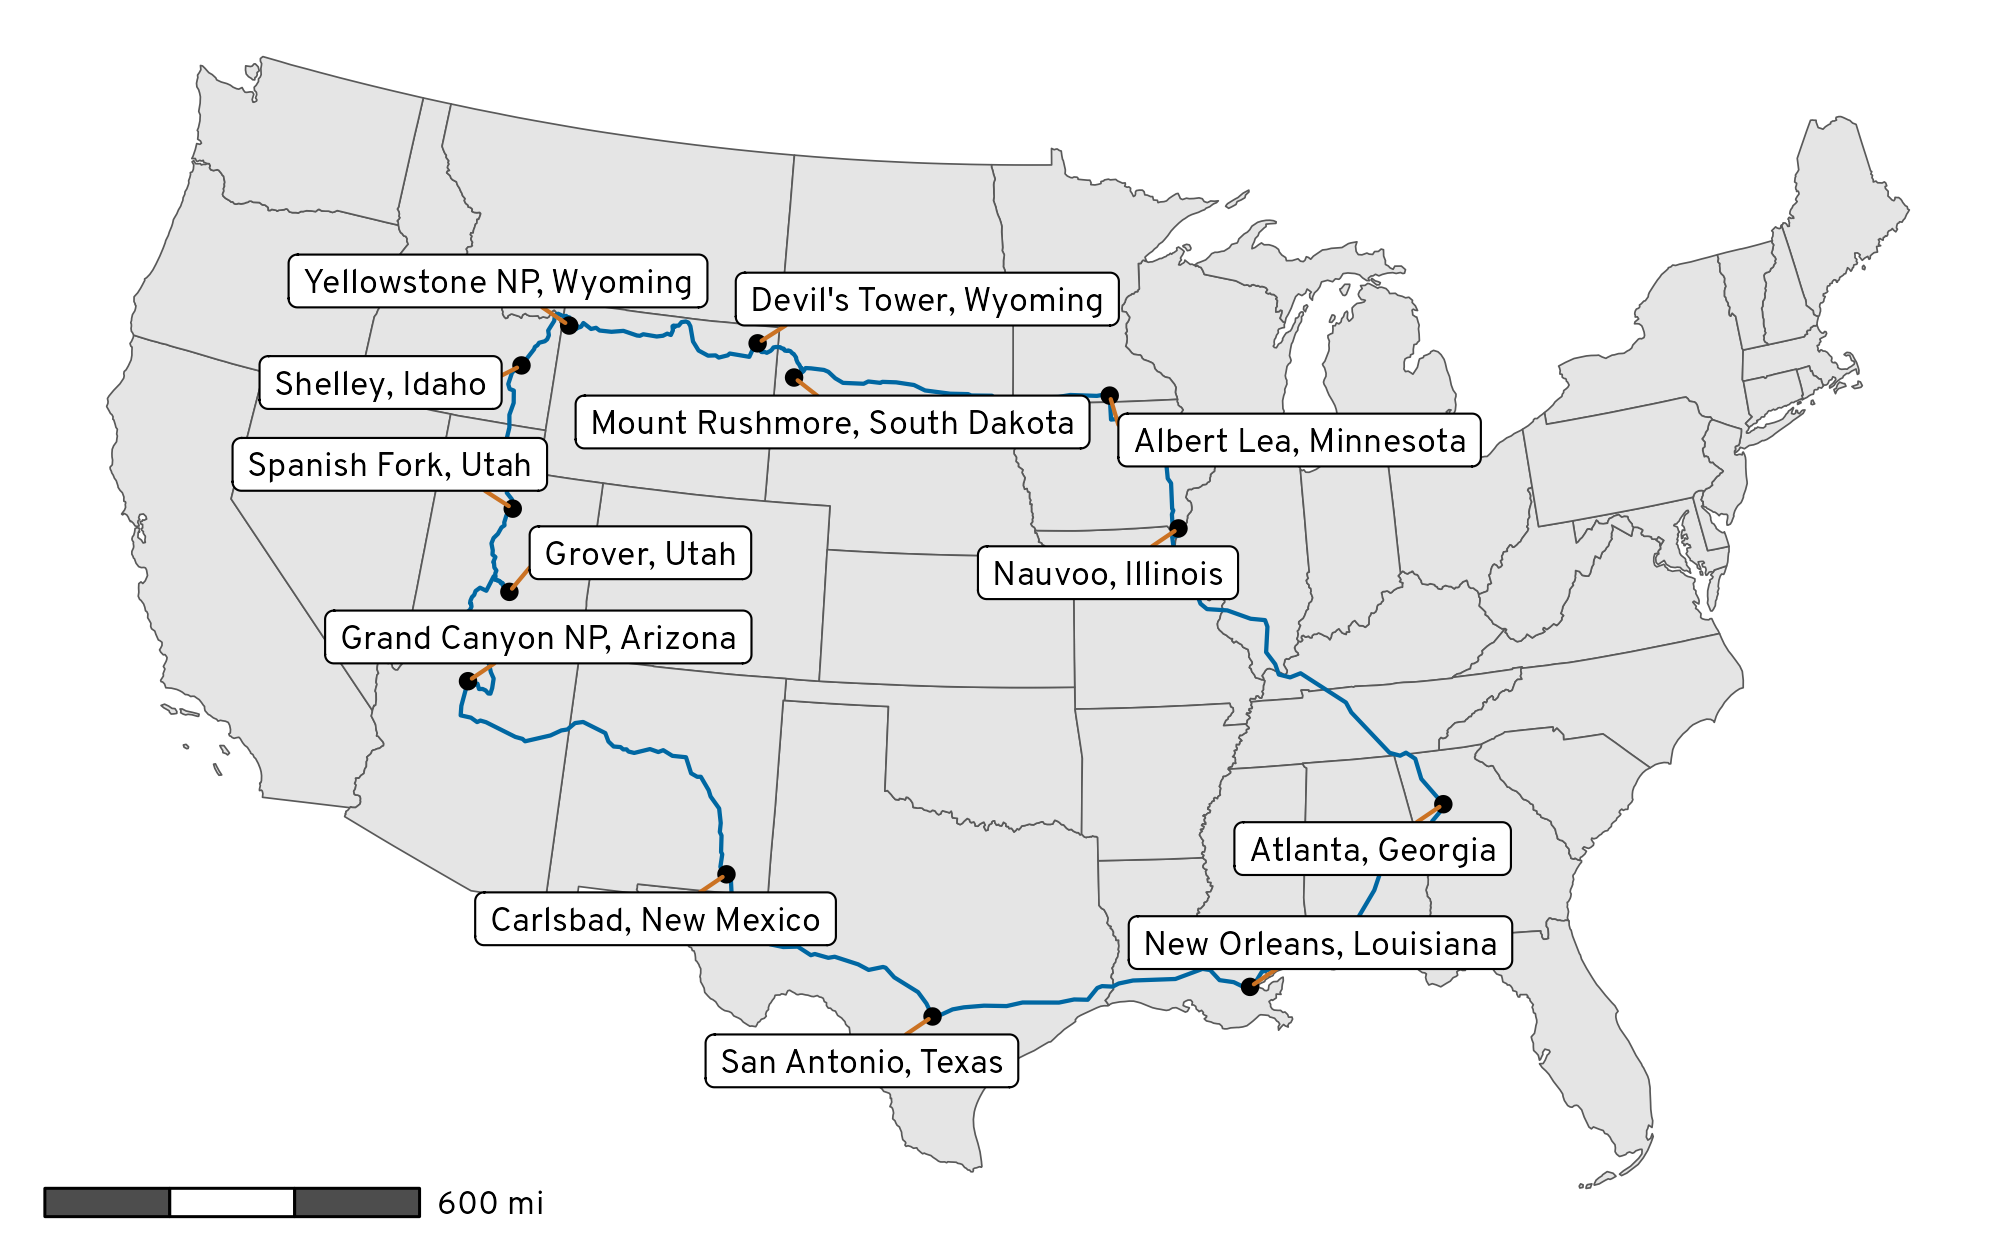 Yellowstone NP, Wyoming
Devil's Tower, Wyoming
Shelley, Idaho
Mount Rushmore, South Dakota
Albert Lea, Minnesota
Spanish Fork, Utah
Grover, Utah
Nauvoo, Illinois
Grand Canyon NP, Arizona
Atlanta, Georgia
Carlsbad, New Mexico
New Orleans, Louisiana
San Antonio, Texas
600 mi